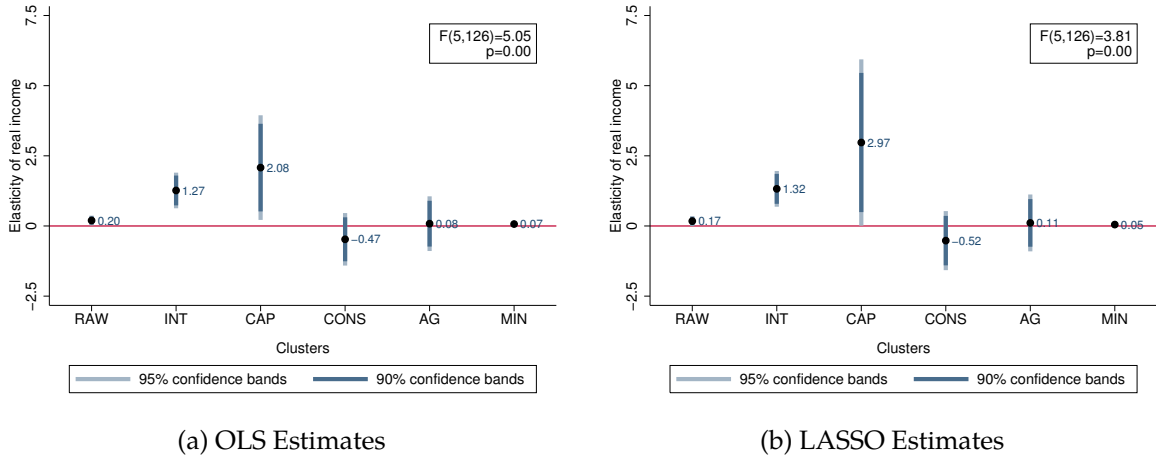 7.5
5
2.5
0
−2.5
Elasticity of real income
F(5,126)=5.05
p=0.00
0.20
1.27
2.08
−0.47
0.08
0.07
RAW INT CAP CONS AG MIN
Clusters
95% confidence bands 90% confidence bands
(a) OLS Estimates
7.5
5
2.5
0
−2.5
Elasticity of real income
F(5,126)=3.81
p=0.00
0.17
1.32
2.97
−0.52
0.11
0.05
RAW INT CAP CONS AG MIN
Clusters
95% confidence bands 90% confidence bands
(b) LASSO Estimates